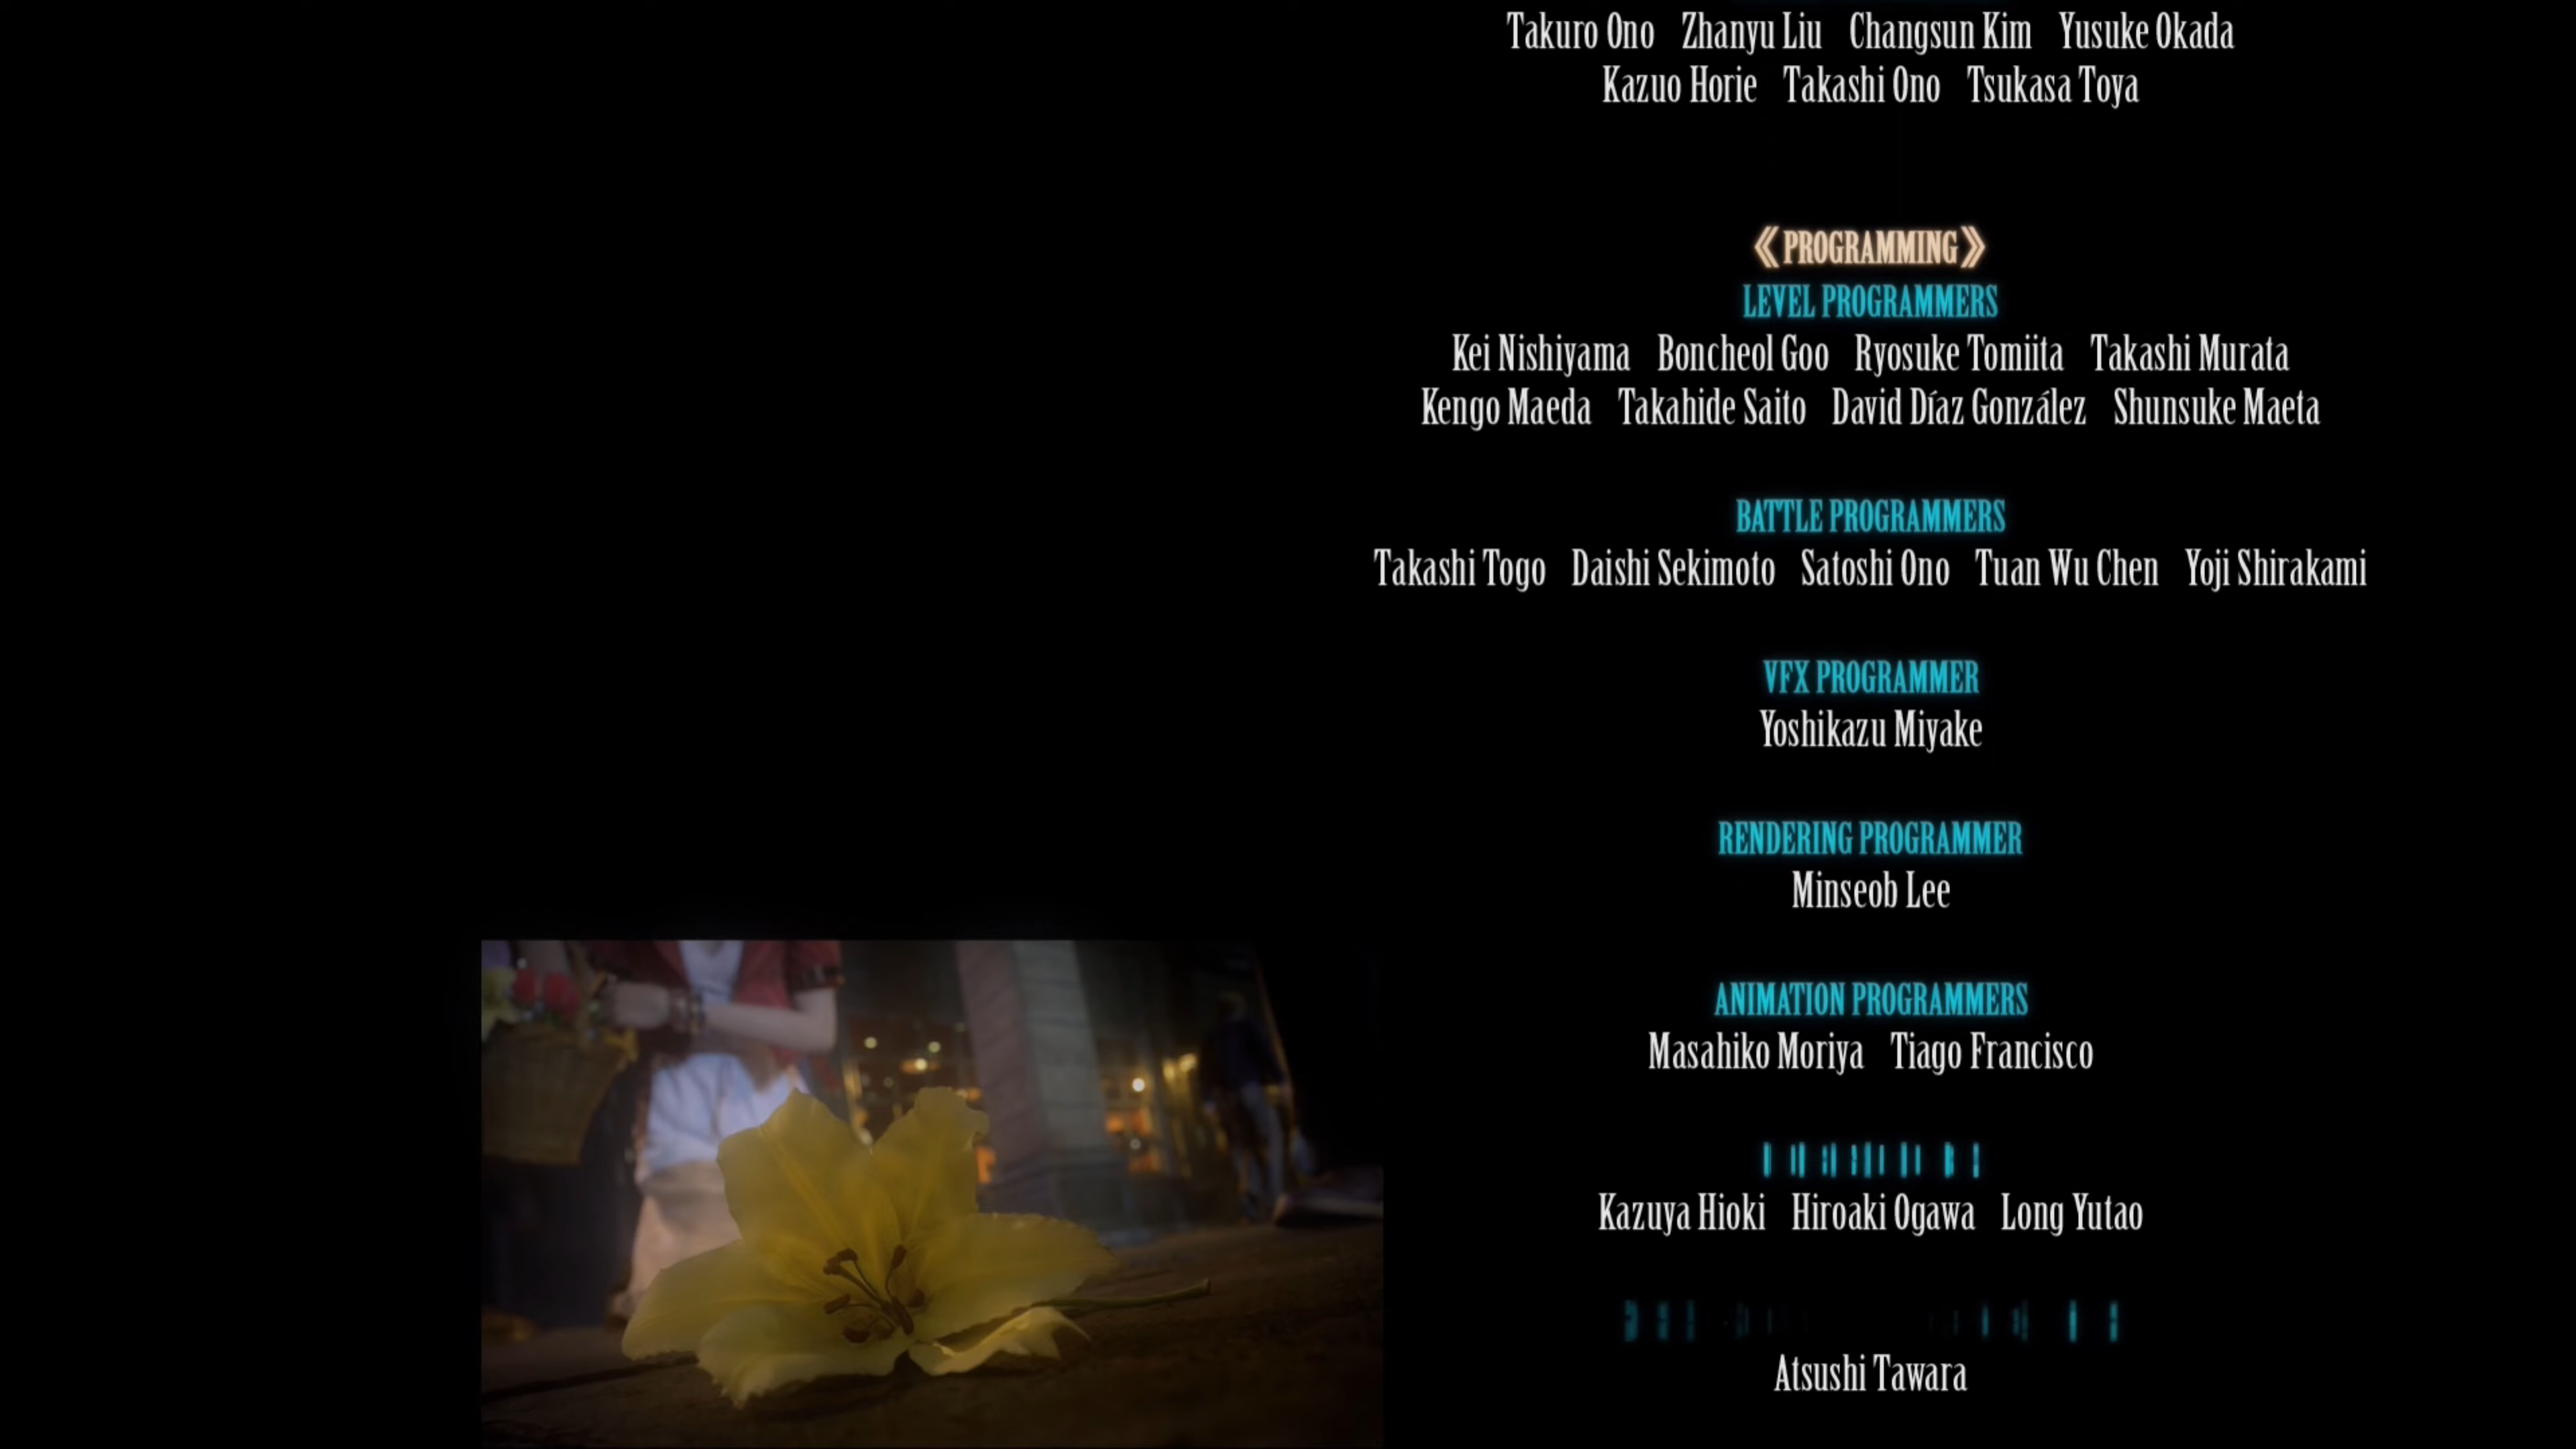 Takuro Ono Zhanyu Liu Changsun Kim Yusuke Okada
Kazuo Horie Takashi Ono Tsukasa Toya
《PROGRAMMING》
LEVEL PROGRAMMERS
Kei Nishiyama Boncheol Goo Ryosuke Tomiita Takashi Murata
Kengo Maeda Takahide Saito David Díaz González Shunsuke Maeta
BATTLE PROGRAMMERS
Takashi Togo Daishi Sekimoto Satoshi Ono Tuan Wu Chen Yoji Shirakami
VFX PROGRAMMER
Yoshikazu Miyake
RENDERING PROGRAMMER
Minseob Lee
ANIMATION PROGRAMMERS
Masahiko Moriya Tiago Francisco
Kazuya Hioki Hiroaki Ogawa Long Yutao
Atsushi Tawara